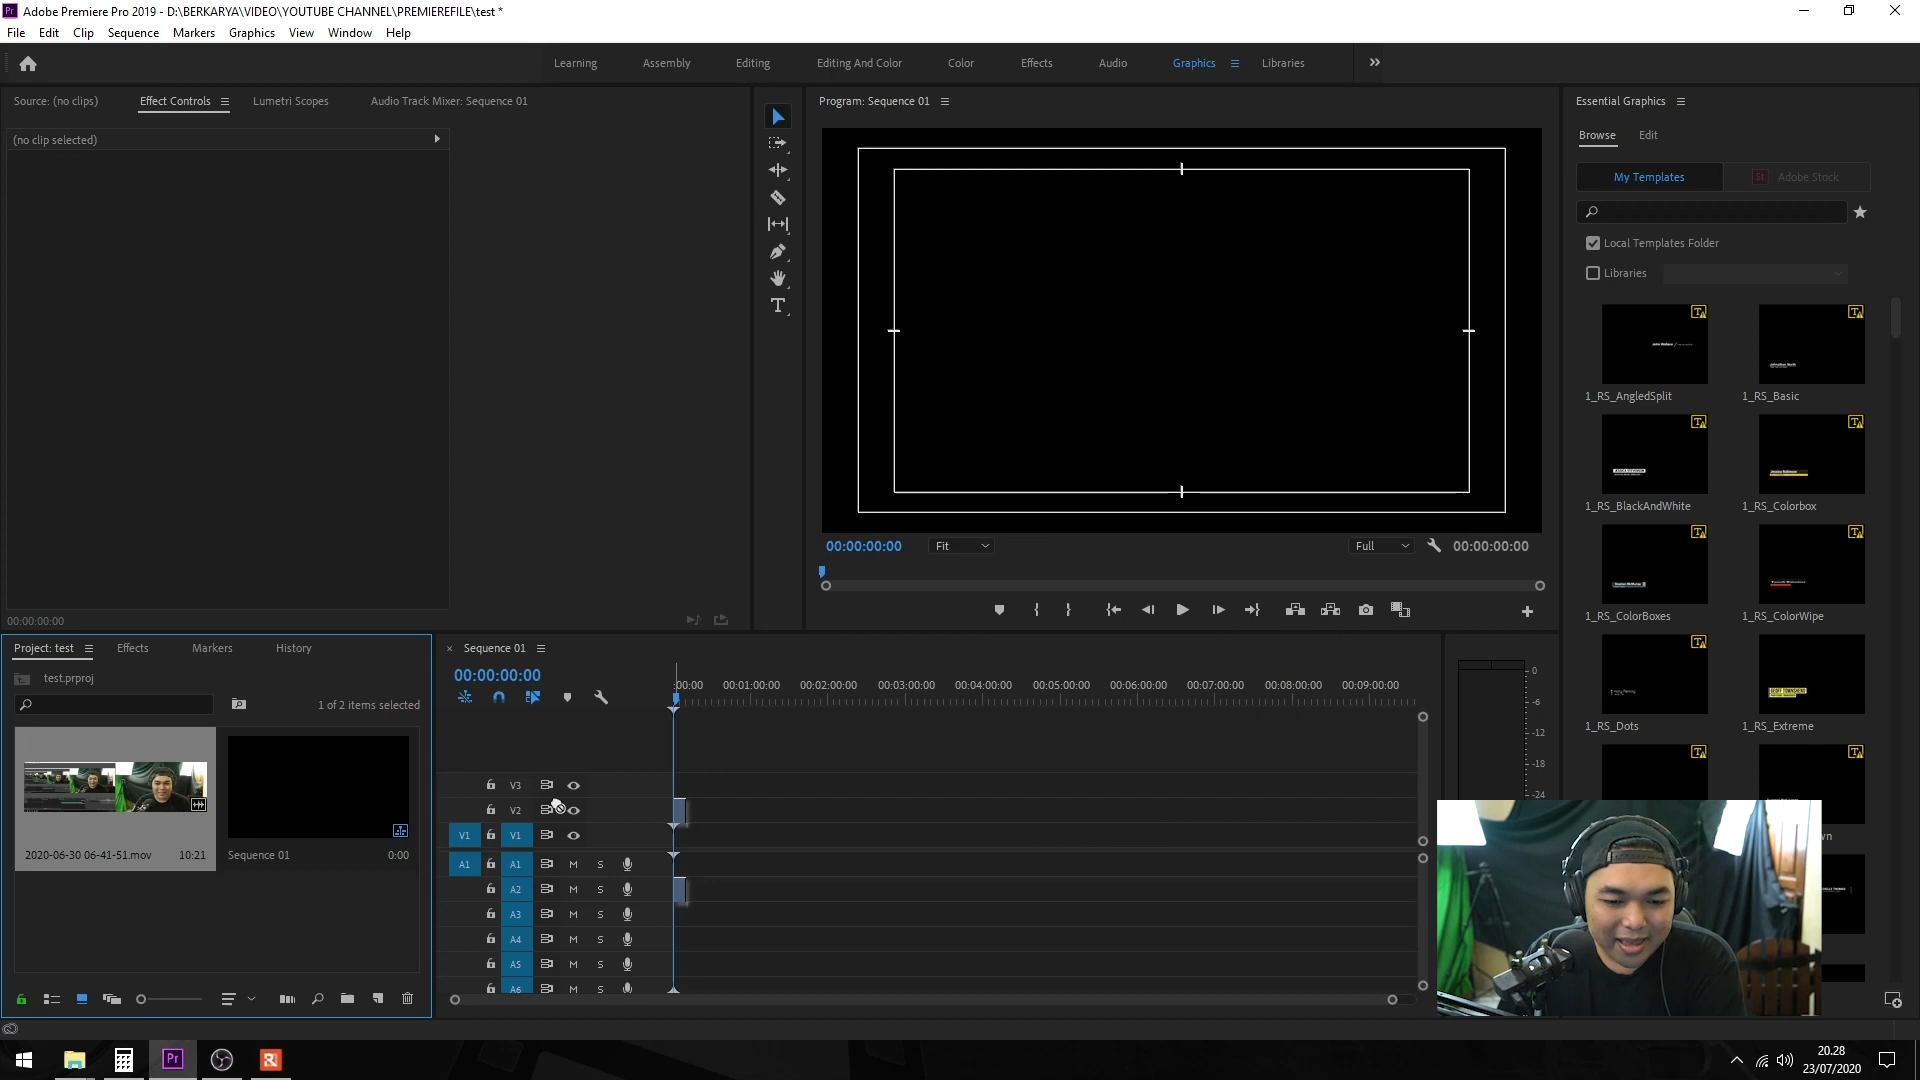 Adobe Premiere Pro 2019 - D:\BERKARYA\VIDEO\YOUTUBE CHANNEL\PREMIEREFILE\test *
File Edit Clip Sequence Markers Graphics View Window Help
Learning Assembly Editing Editing And Color Color Effects Audio Graphics Libraries
Source: (no clips) Effect Controls Lumetri Scopes Audio Track Mixer: Sequence 01
(no clip selected)
00:00:00:00
Program: Sequence 01
00:00:00:00 Fit Full 00:00:00:00
Essential Graphics
Browse Edit
My Templates St Adobe Stock
Local Templates Folder
Libraries
1_RS_AngledSplit 1_RS_Basic
1_RS_BlackAndWhite 1_RS_Colorbox
1_RS_ColorBoxes 1_RS_ColorWipe
1_RS_Dots 1_RS_Extreme
Project: test Effects Markers History
test.prproj
1 of 2 items selected
2020-06-30 06-41-51.mov 10:21 Sequence 01 0:00
Sequence 01
00:00:00:00
:00:00 00:01:00:00 00:02:00:00 00:03:00:00 00:04:00:00 00:05:00:00 00:06:00:00 00:07:00:00 00:08:00:00 00:09:00:00
V3
V2
V1 V1
A1 A1 M S
A2 M S
A3 M S
A4 M S
A5 M S
A6 M S
0
-6
-12
-18
-24
Pr
20.28
23/07/2020